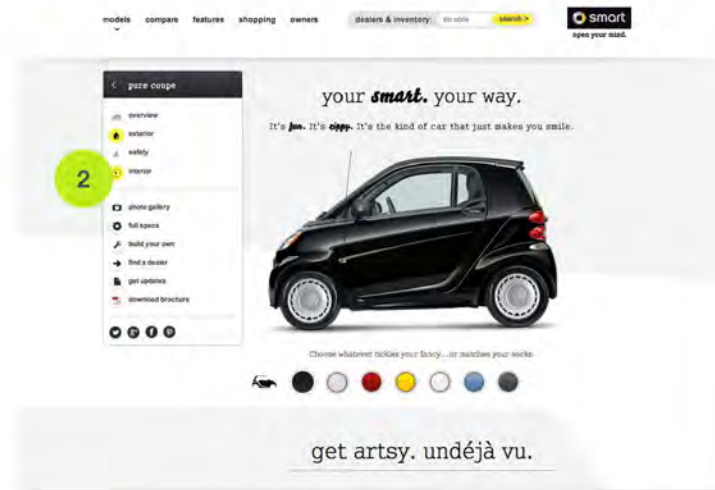 models compare features shopping owners dealers & inventory: zip code search >
smart
open your mind.
< pure coupe
overview
exterior
safety
interior
2
photo gallery
full specs
build your own
find a dealer
get updates
download brochure
your smart. your way.
It's fun. It's zippy. It's the kind of car that just makes you smile.
Choose whatever tickles your fancy...or matches your socks.
get artsy. undéjà vu.